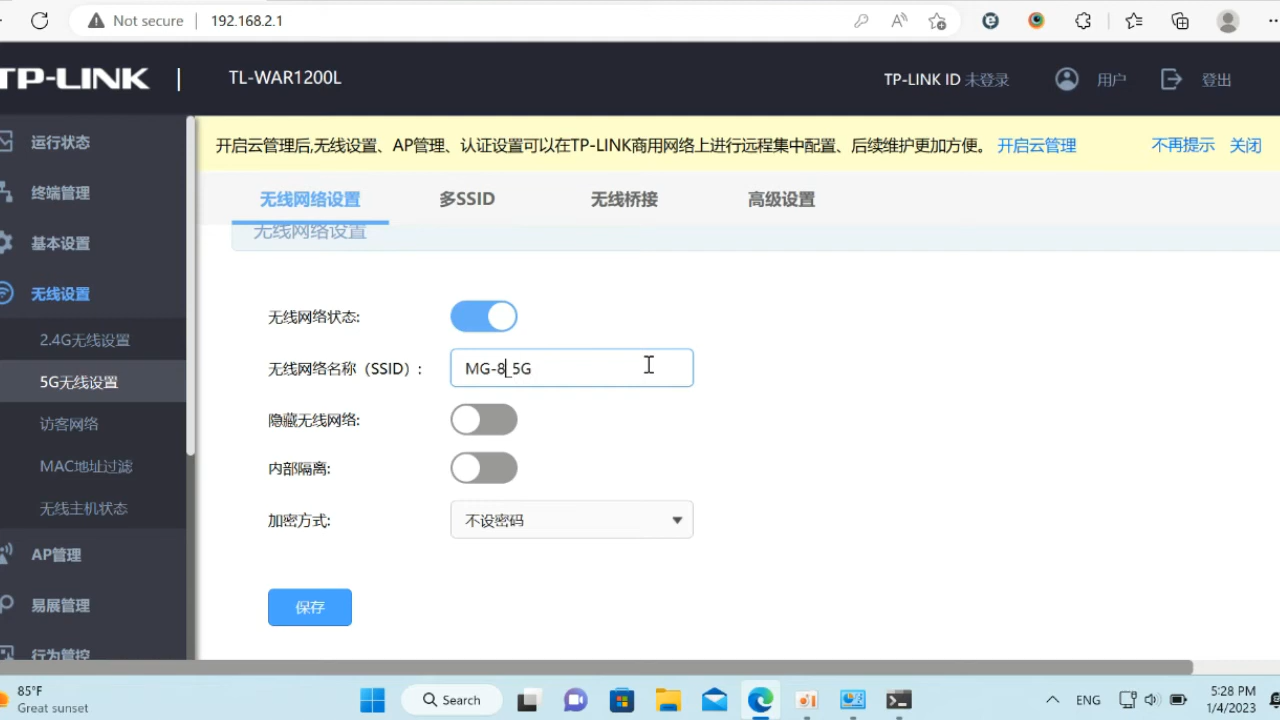 Not secure | 192.168.2.1
TP-LINK | TL-WAR1200L
TP-LINK ID 未登录 用户 登出
运行状态
终端管理
基本设置
无线设置
2.4G无线设置
5G无线设置
访客网络
MAC地址过滤
无线主机状态
AP管理
易展管理
行为管控
开启云管理后,无线设置、AP管理、认证设置可以在TP-LINK商用网络上进行远程集中配置、后续维护更加方便。 开启云管理 不再提示 关闭
无线网络设置 多SSID 无线桥接 高级设置
无线网络设置
无线网络状态:
无线网络名称（SSID）: MG-8_5G
隐藏无线网络:
内部隔离:
加密方式: 不设密码
保存
85°F
Great sunset
Search
ENG
5:28 PM
1/4/2023